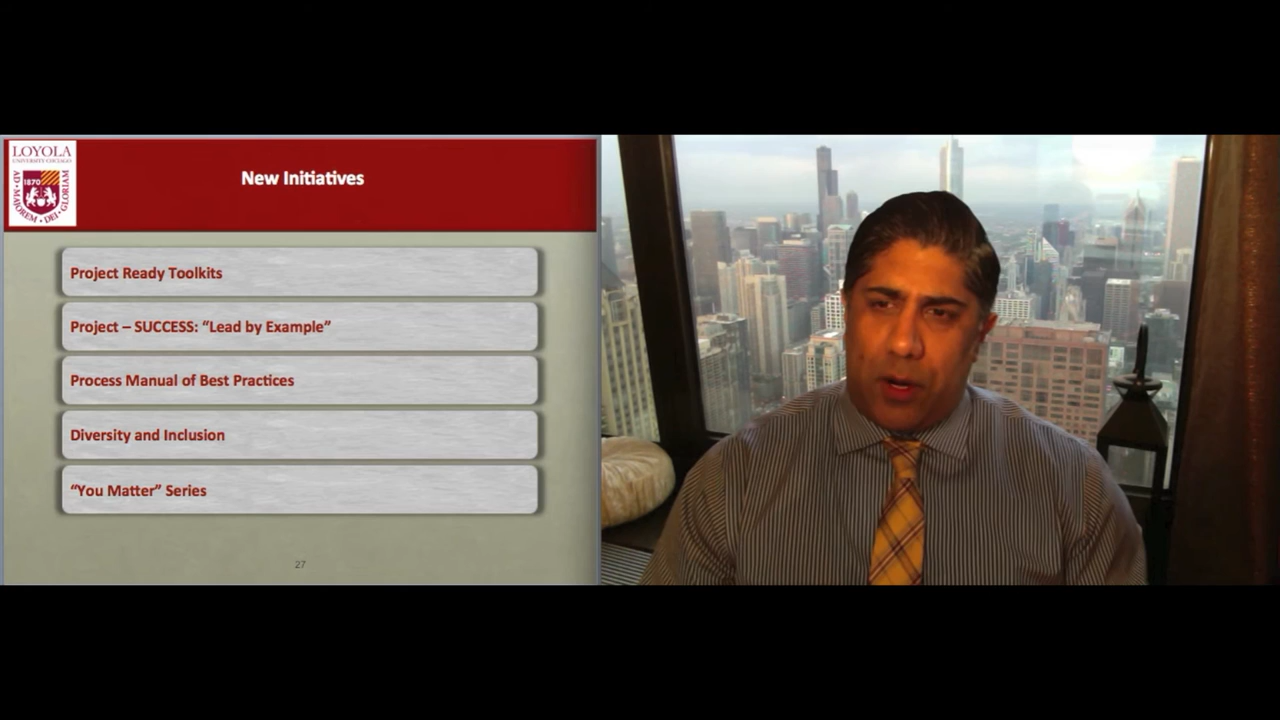 LOYOLA
UNIVERSITY CHICAGO
1870
AD • MAJOREM • DEI • GLORIAM
New Initiatives
Project Ready Toolkits
Project – SUCCESS: “Lead by Example”
Process Manual of Best Practices
Diversity and Inclusion
“You Matter” Series
27